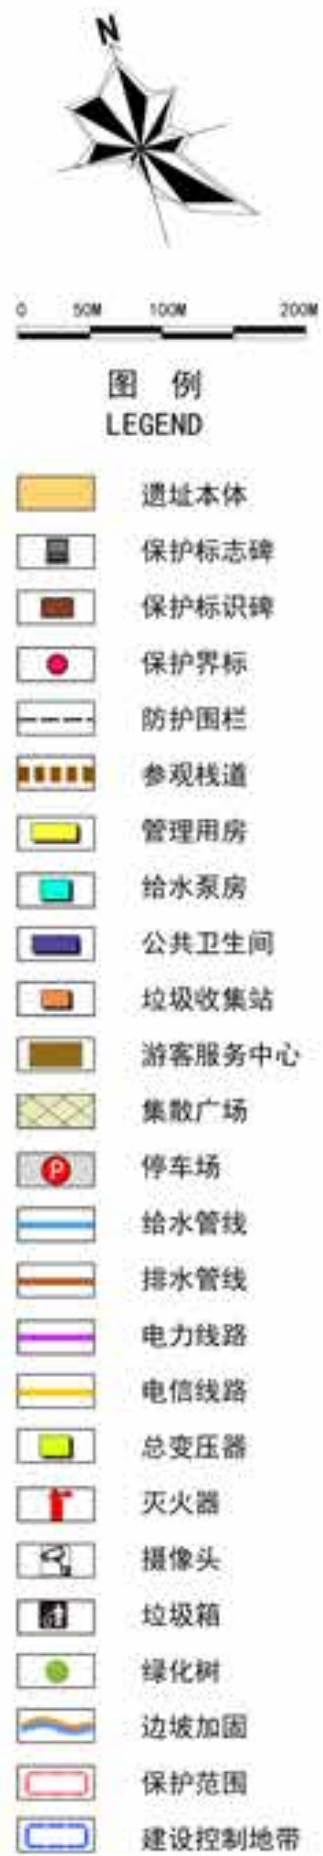 N
0 50M 100M 200M
图 例
LEGEND
遗址本体
保护标志碑
保护标识碑
保护界标
防护围栏
参观栈道
管理用房
给水泵房
公共卫生间
垃圾收集站
游客服务中心
集散广场
P 停车场
给水管线
排水管线
电力线路
电信线路
总变压器
灭火器
摄像头
垃圾箱
绿化树
边坡加固
保护范围
建设控制地带